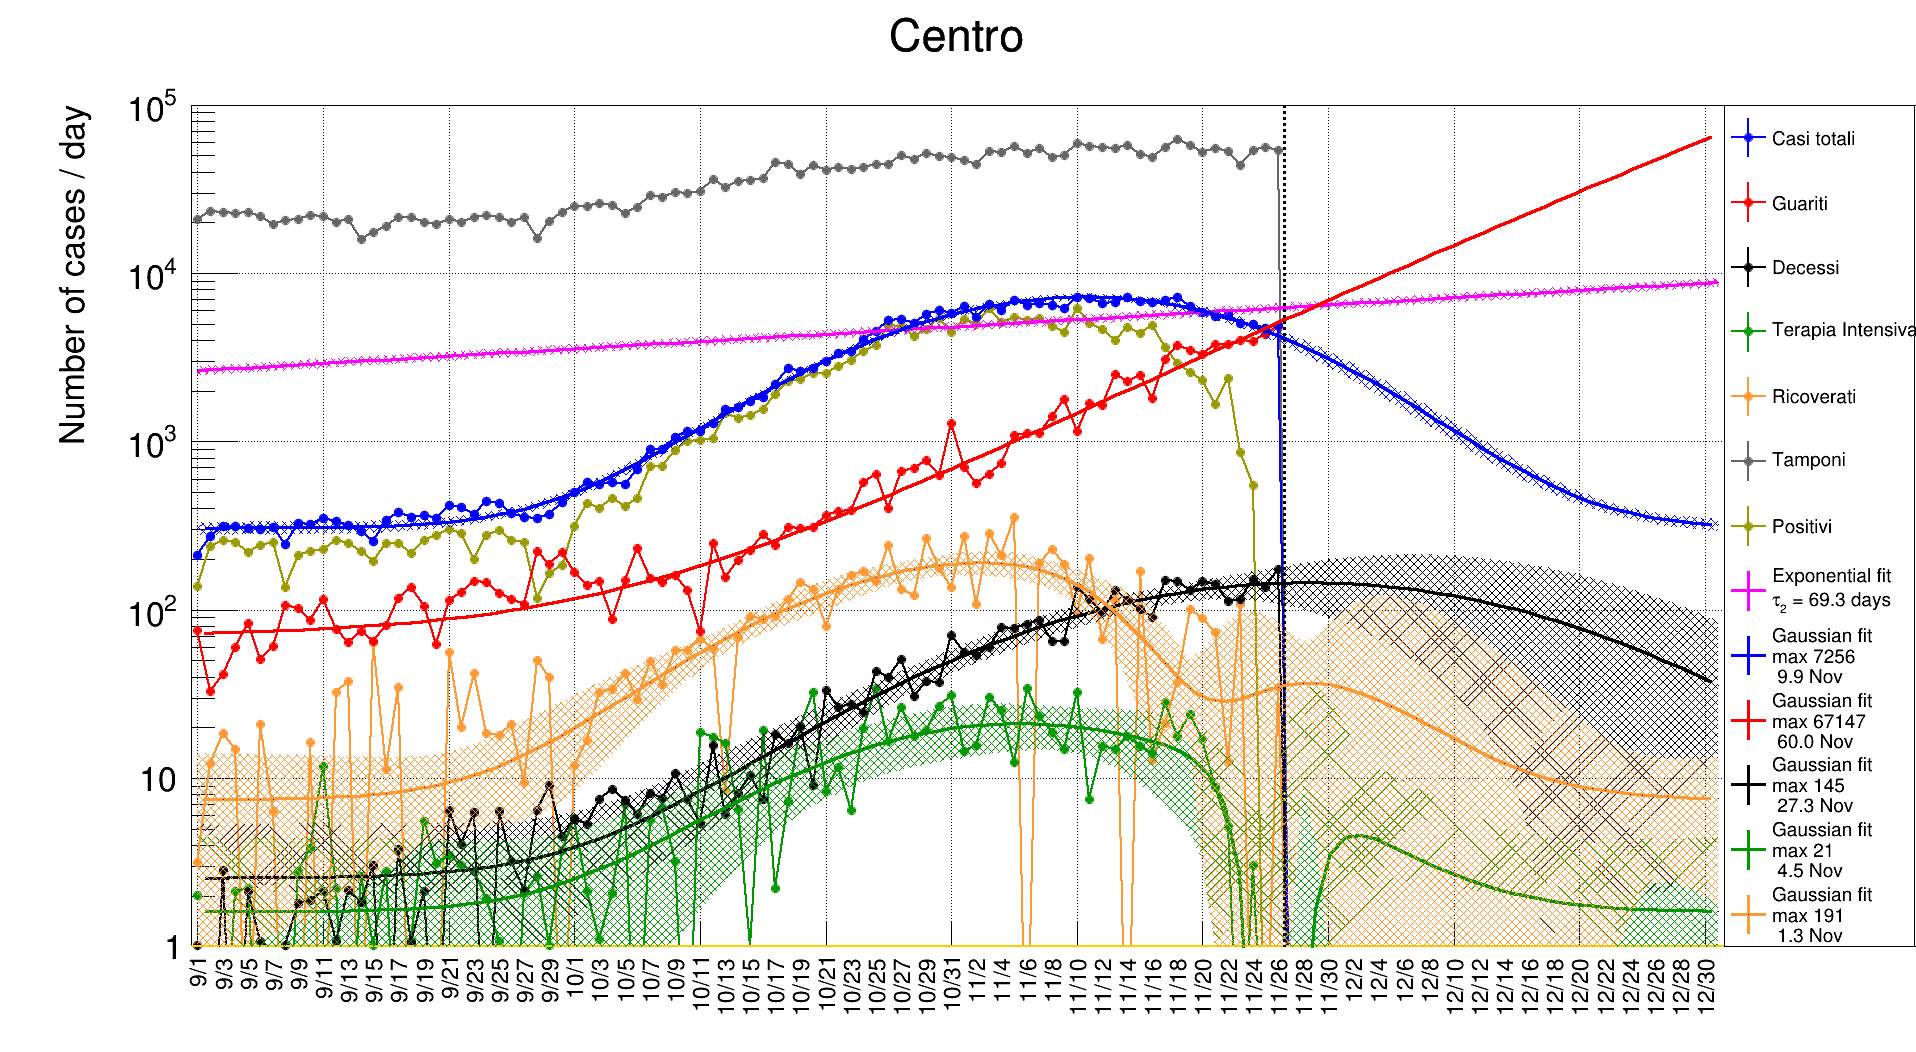 Centro
Number of cases / day
10^5
10^4
10^3
10^2
10
1
9/1
9/3
9/5
9/7
9/9
9/11
9/13
9/15
9/17
9/19
9/21
9/23
9/25
9/27
9/29
10/1
10/3
10/5
10/7
10/9
10/11
10/13
10/15
10/17
10/19
10/21
10/23
10/25
10/27
10/29
10/31
11/2
11/4
11/6
11/8
11/10
11/12
11/14
11/16
11/18
11/20
11/22
11/24
11/26
11/28
11/30
12/2
12/4
12/6
12/8
12/10
12/12
12/14
12/16
12/18
12/20
12/22
12/24
12/26
12/28
12/30
Casi totali
Guariti
Decessi
Terapia Intensiva
Ricoverati
Tamponi
Positivi
Exponential fit
τ₂ = 69.3 days
Gaussian fit
max 7256
9.9 Nov
Gaussian fit
max 67147
60.0 Nov
Gaussian fit
max 145
27.3 Nov
Gaussian fit
max 21
4.5 Nov
Gaussian fit
max 191
1.3 Nov